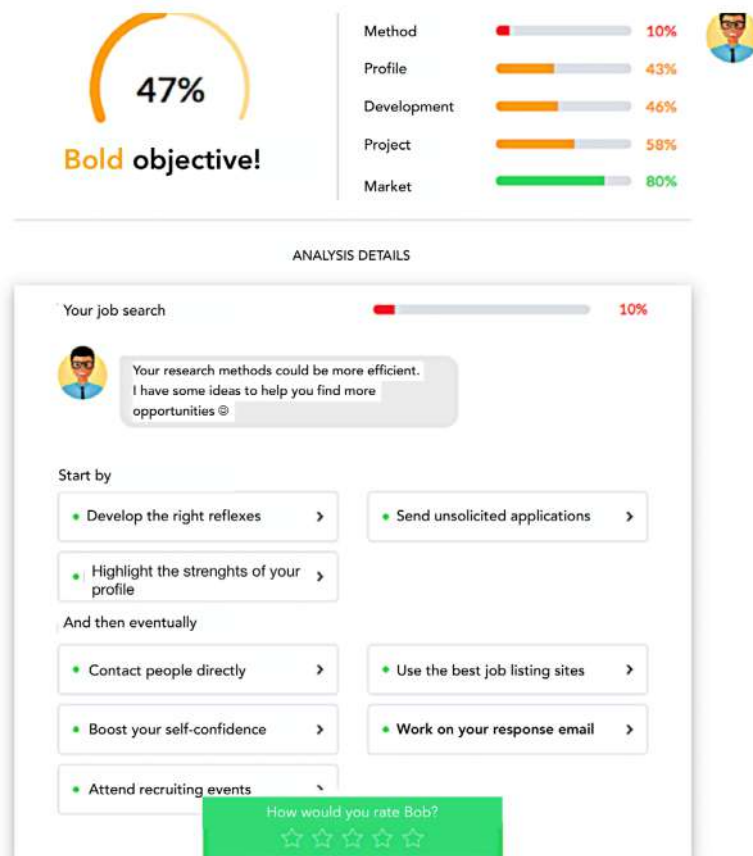 47%
Bold objective!
Method 10%
Profile 43%
Development 46%
Project 58%
Market 80%
ANALYSIS DETAILS
Your job search 10%
Your research methods could be more efficient.
I have some ideas to help you find more
opportunities ☺
Start by
Develop the right reflexes
Send unsolicited applications
Highlight the strenghts of your
profile
And then eventually
Contact people directly
Use the best job listing sites
Boost your self-confidence
Work on your response email
Attend recruiting events
How would you rate Bob?